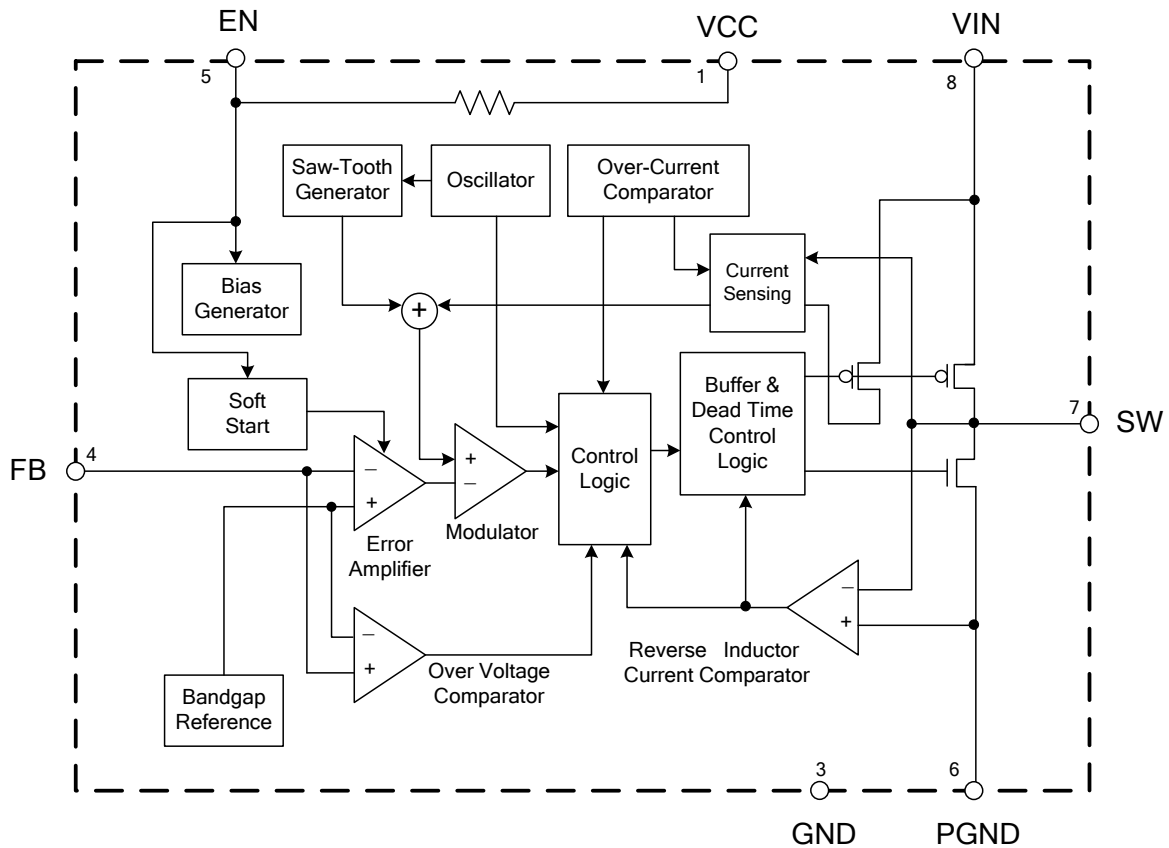 EN
VCC
VIN
5
1
8
Saw-Tooth
Generator
Oscillator
Over-Current
Comparator
Current
Sensing
Bias
Generator
+
Soft
Start
Buffer &
Dead Time
Control
Logic
7
SW
4
FB
−
+
Error
Amplifier
+
−
Modulator
Control
Logic
−
+
Reverse Inductor
Current Comparator
−
+
Over Voltage
Comparator
Bandgap
Reference
3
6
GND
PGND